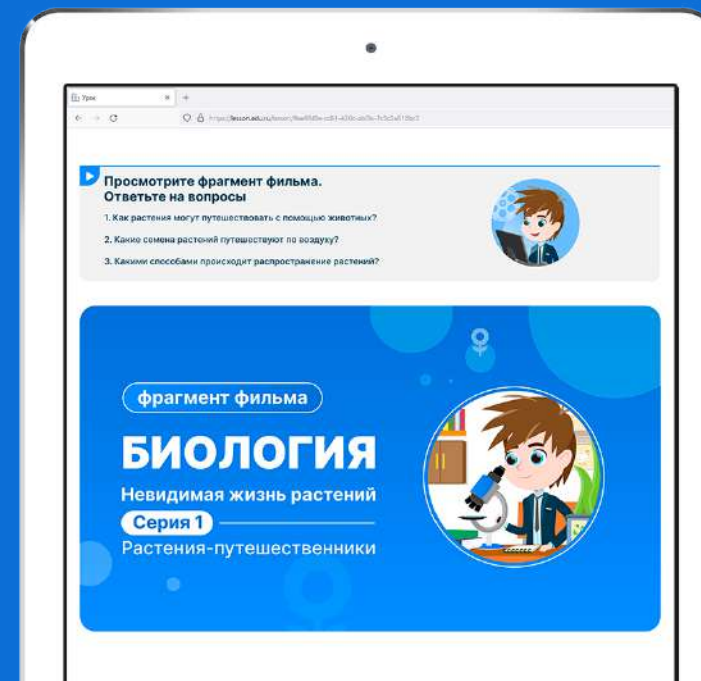 Урок
Просмотрите фрагмент фильма.
Ответьте на вопросы
1. Как растения могут путешествовать с помощью животных?
2. Какие семена растений путешествуют по воздуху?
3. Какими способами происходит распространение растений?
фрагмент фильма
БИОЛОГИЯ
Невидимая жизнь растений
Серия 1
Растения-путешественники